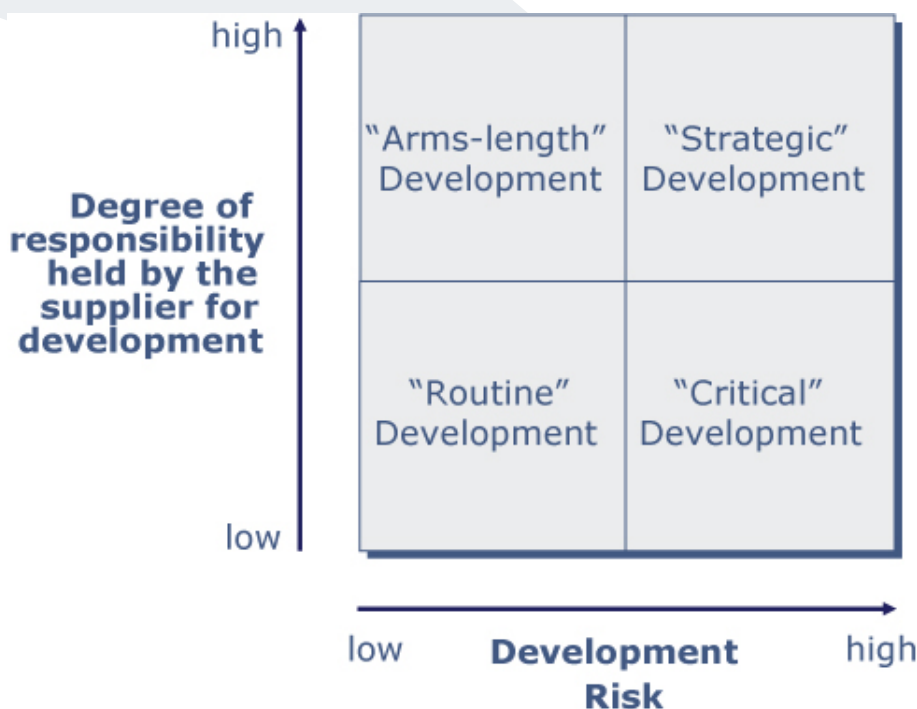 high
“Arms-length”
Development
“Strategic”
Development
Degree of
responsibility
held by the
supplier for
development
“Routine”
Development
“Critical”
Development
low
low
Development
Risk
high